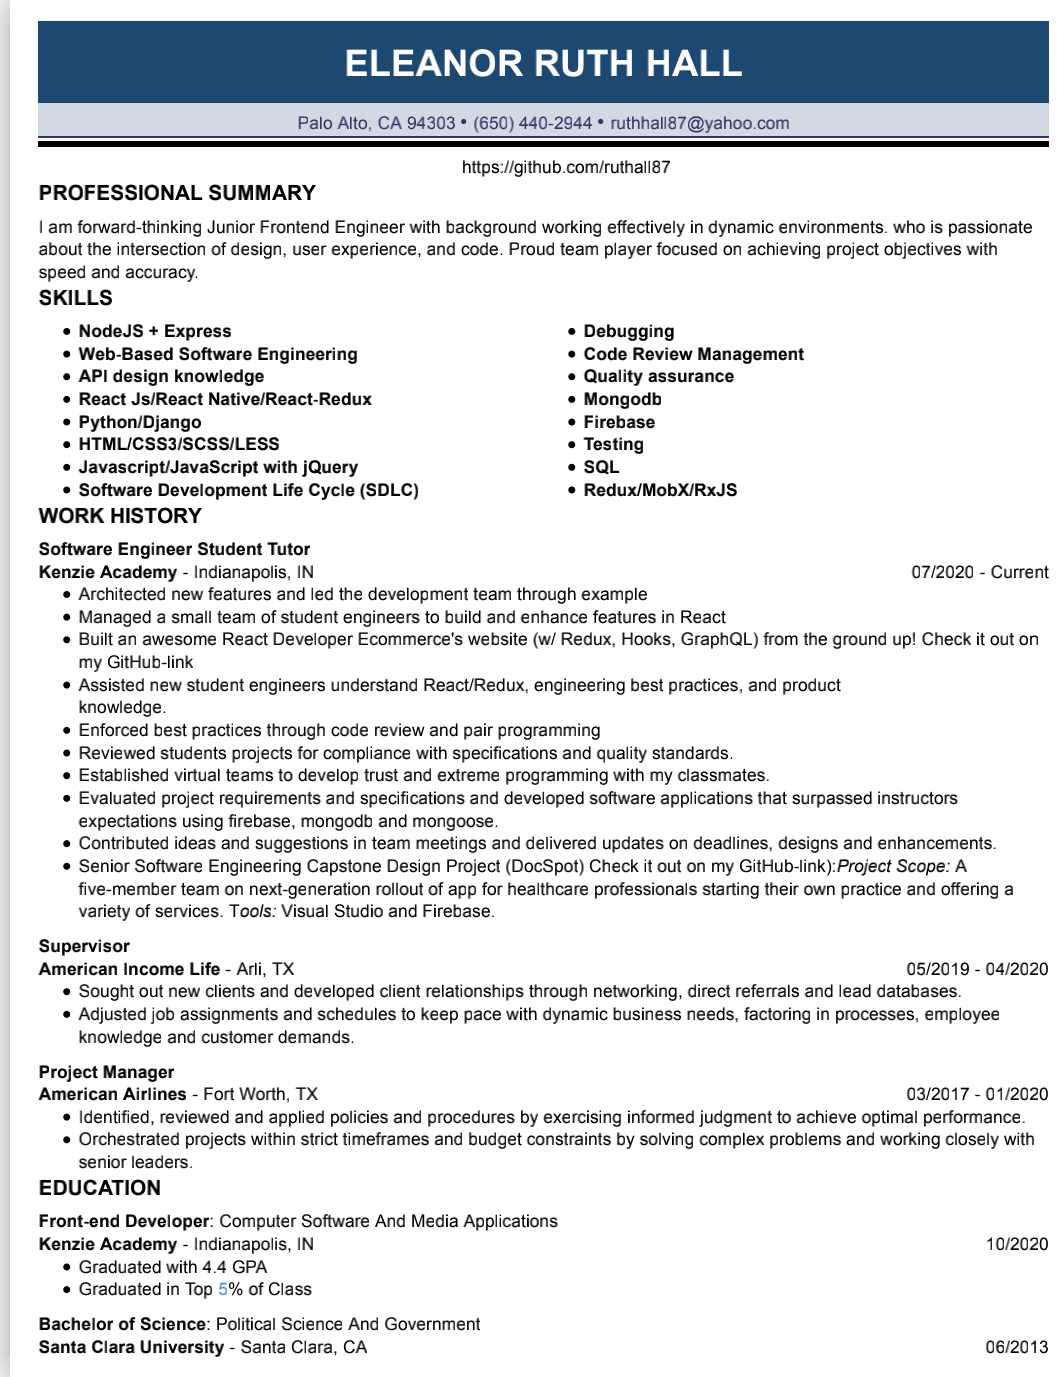 ELEANOR RUTH HALL
Palo Alto, CA 94303 • (650) 440-2944 • ruthhall87@yahoo.com
https://github.com/ruthall87
PROFESSIONAL SUMMARY
I am forward-thinking Junior Frontend Engineer with background working effectively in dynamic environments. who is passionate
about the intersection of design, user experience, and code. Proud team player focused on achieving project objectives with
speed and accuracy.
SKILLS
• NodeJS + Express
• Web-Based Software Engineering
• API design knowledge
• React Js/React Native/React-Redux
• Python/Django
• HTML/CSS3/SCSS/LESS
• Javascript/JavaScript with jQuery
• Software Development Life Cycle (SDLC)
• Debugging
• Code Review Management
• Quality assurance
• Mongodb
• Firebase
• Testing
• SQL
• Redux/MobX/RxJS
WORK HISTORY
Software Engineer Student Tutor
Kenzie Academy - Indianapolis, IN 07/2020 - Current
• Architected new features and led the development team through example
• Managed a small team of student engineers to build and enhance features in React
• Built an awesome React Developer Ecommerce's website (w/ Redux, Hooks, GraphQL) from the ground up! Check it out on
my GitHub-link
• Assisted new student engineers understand React/Redux, engineering best practices, and product
knowledge.
• Enforced best practices through code review and pair programming
• Reviewed students projects for compliance with specifications and quality standards.
• Established virtual teams to develop trust and extreme programming with my classmates.
• Evaluated project requirements and specifications and developed software applications that surpassed instructors
expectations using firebase, mongodb and mongoose.
• Contributed ideas and suggestions in team meetings and delivered updates on deadlines, designs and enhancements.
• Senior Software Engineering Capstone Design Project (DocSpot) Check it out on my GitHub-link):Project Scope: A
five-member team on next-generation rollout of app for healthcare professionals starting their own practice and offering a
variety of services. Tools: Visual Studio and Firebase.
Supervisor
American Income Life - Arli, TX 05/2019 - 04/2020
• Sought out new clients and developed client relationships through networking, direct referrals and lead databases.
• Adjusted job assignments and schedules to keep pace with dynamic business needs, factoring in processes, employee
knowledge and customer demands.
Project Manager
American Airlines - Fort Worth, TX 03/2017 - 01/2020
• Identified, reviewed and applied policies and procedures by exercising informed judgment to achieve optimal performance.
• Orchestrated projects within strict timeframes and budget constraints by solving complex problems and working closely with
senior leaders.
EDUCATION
Front-end Developer: Computer Software And Media Applications
Kenzie Academy - Indianapolis, IN 10/2020
• Graduated with 4.4 GPA
• Graduated in Top 5% of Class
Bachelor of Science: Political Science And Government
Santa Clara University - Santa Clara, CA 06/2013